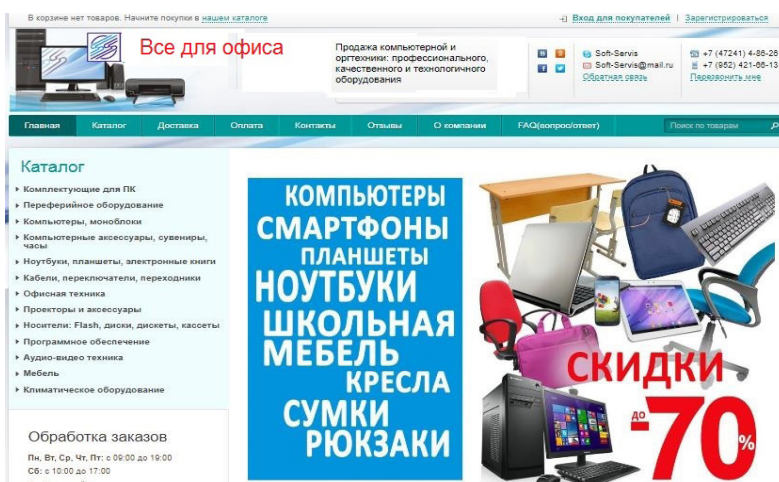 В корзине нет товаров. Начните покупки в нашем каталоге
Вход для покупателей | Зарегистрироваться
Все для офиса
Продажа компьютерной и
оргтехники: профессионального,
качественного и технологичного
оборудования
Soft-Servis
Soft-Servis@mail.ru
Обратная связь
+7 (47241) 4-86-26
+7 (952) 421-66-13
Перезвонить мне
Главная Каталог Доставка Оплата Контакты Отзывы О компании FAQ(вопрос/ответ) Поиск по товарам
Каталог
Комплектующие для ПК
Переферийное оборудование
Компьютеры, моноблоки
Компьютерные аксессуары, сувениры,
часы
Ноутбуки, планшеты, электронные книги
Кабели, переключатели, переходники
Офисная техника
Проекторы и аксессуары
Носители: Flash, диски, дискеты, кассеты
Программное обеспечение
Аудио-видео техника
Мебель
Климатическое оборудование
Обработка заказов
Пн, Вт, Ср, Чт, Пт: с 09:00 до 19:00
Сб: с 10:00 до 17:00
КОМПЬЮТЕРЫ
СМАРТФОНЫ
ПЛАНШЕТЫ
НОУТБУКИ
ШКОЛЬНАЯ
МЕБЕЛЬ
КРЕСЛА
СУМКИ
РЮКЗАКИ
СКИДКИ
до -70%